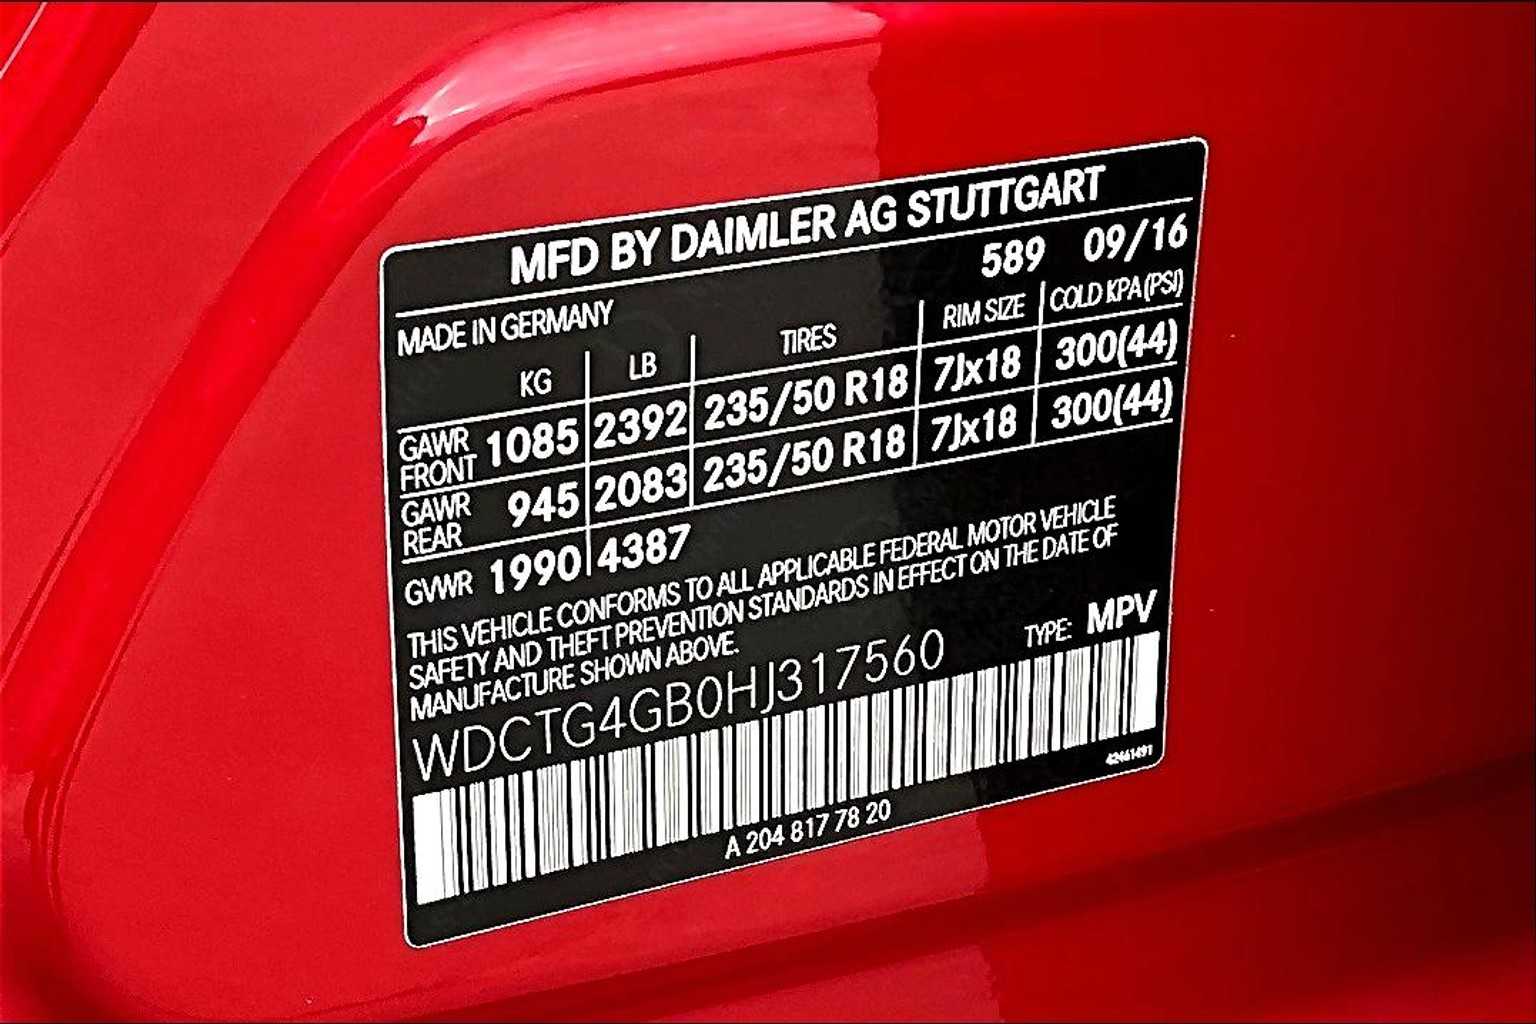 MFD BY DAIMLER AG STUTTGART
589 09/16
MADE IN GERMANY
KG LB TIRES RIM SIZE COLD KPA(PSI)
GAWR FRONT 1085 2392 235/50 R18 7Jx18 300(44)
GAWR REAR 945 2083 235/50 R18 7Jx18 300(44)
GVWR 1990 4387
THIS VEHICLE CONFORMS TO ALL APPLICABLE FEDERAL MOTOR VEHICLE
SAFETY AND THEFT PREVENTION STANDARDS IN EFFECT ON THE DATE OF
MANUFACTURE SHOWN ABOVE.
TYPE: MPV
WDCTG4GB0HJ317560
42461491
A 204 817 78 20